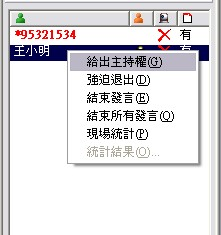 *95321534 有
王小明 有
給出主持權(G)
強迫退出(D)
結束發言(E)
結束所有發言(Q)
現場統計(P)
統計結果(O)...